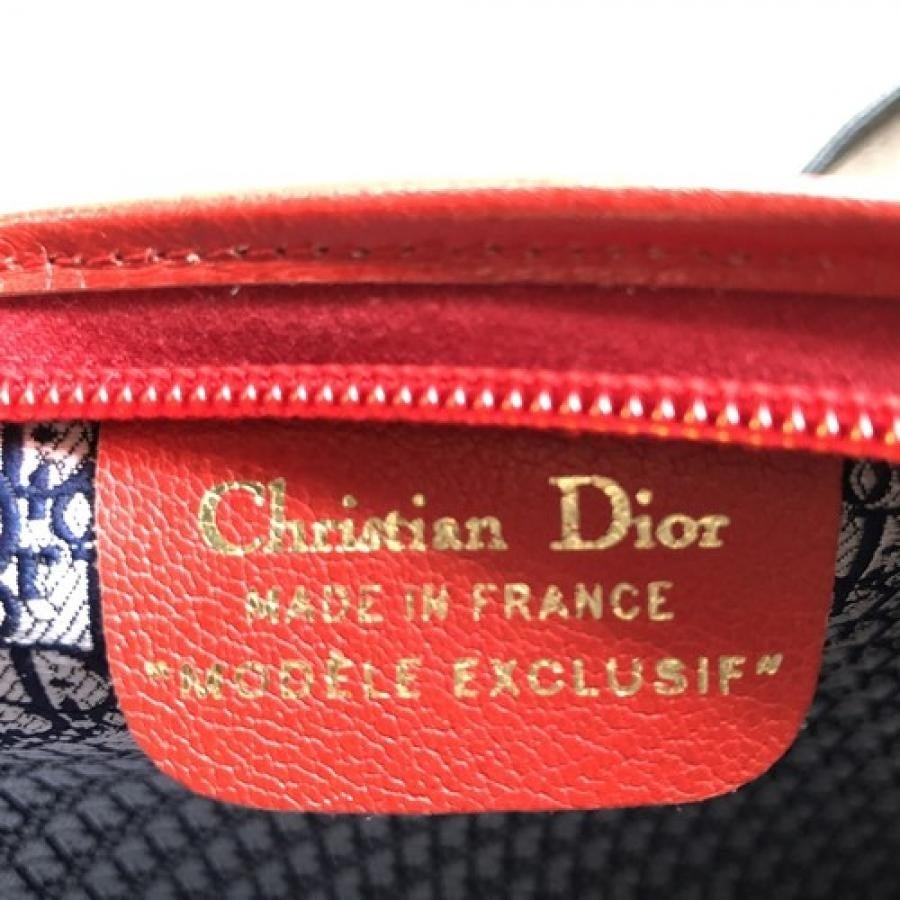 Christian Dior
MADE IN FRANCE
"MODÈLE EXCLUSIF"